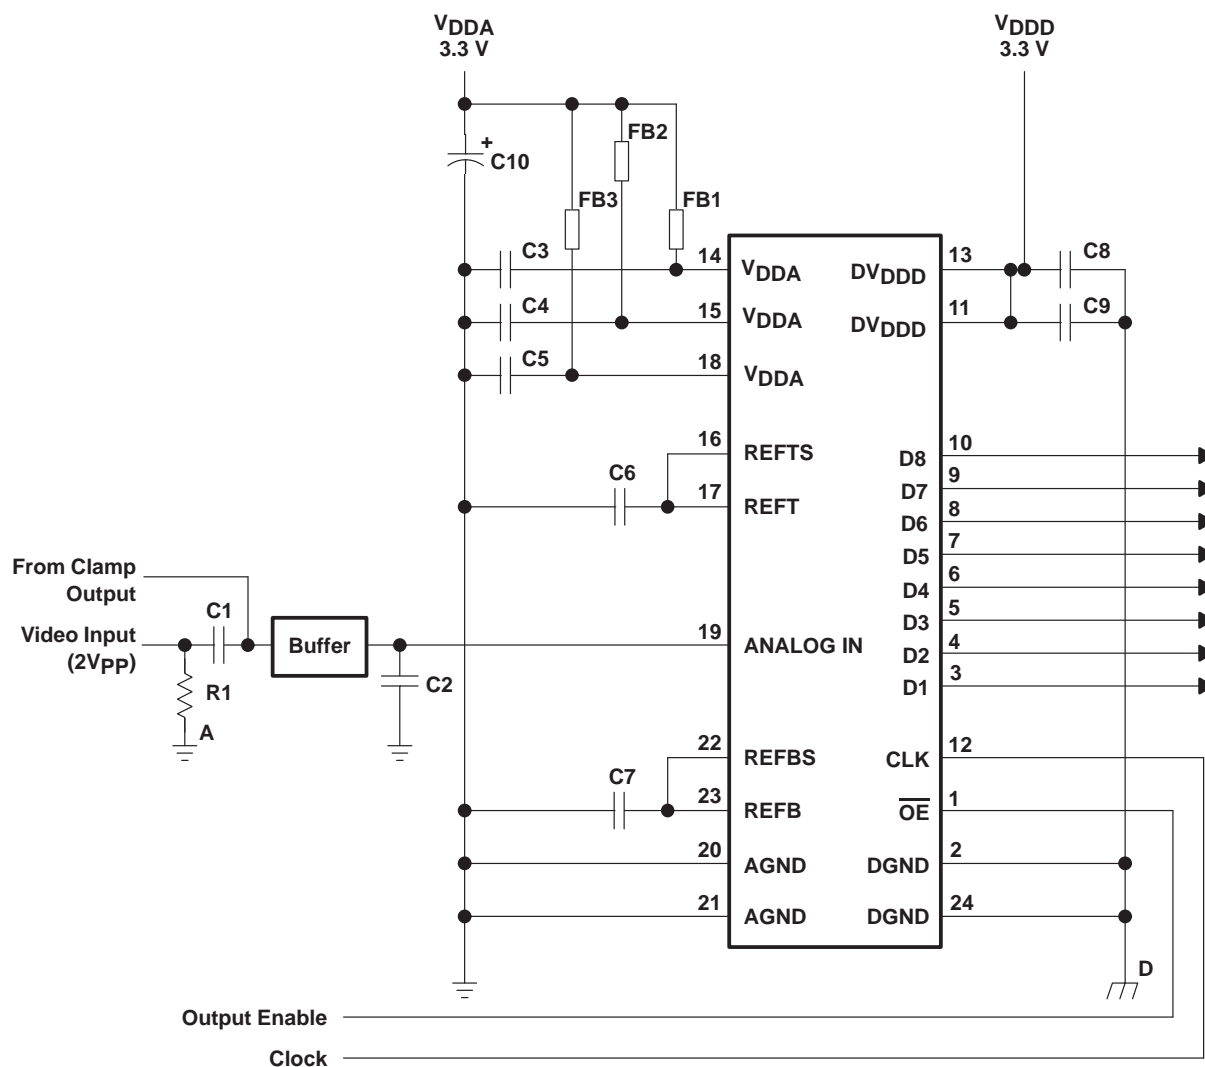 VDDA
3.3 V
VDDD
3.3 V
+
C10
FB2
FB3
FB1
C3
14
VDDA
DVDDD
13
C8
C4
15
VDDA
DVDDD
11
C9
C5
18
VDDA
16
REFTS
D8
10
C6
17
REFT
D7
9
D6
8
D5
7
D4
6
D3
5
D2
4
D1
3
From Clamp
Output
Video Input
(2VPP)
C1
Buffer
19
ANALOG IN
R1
C2
A
22
REFBS
CLK
12
C7
23
REFB
OE
1
20
AGND
DGND
2
21
AGND
DGND
24
D
Output Enable
Clock